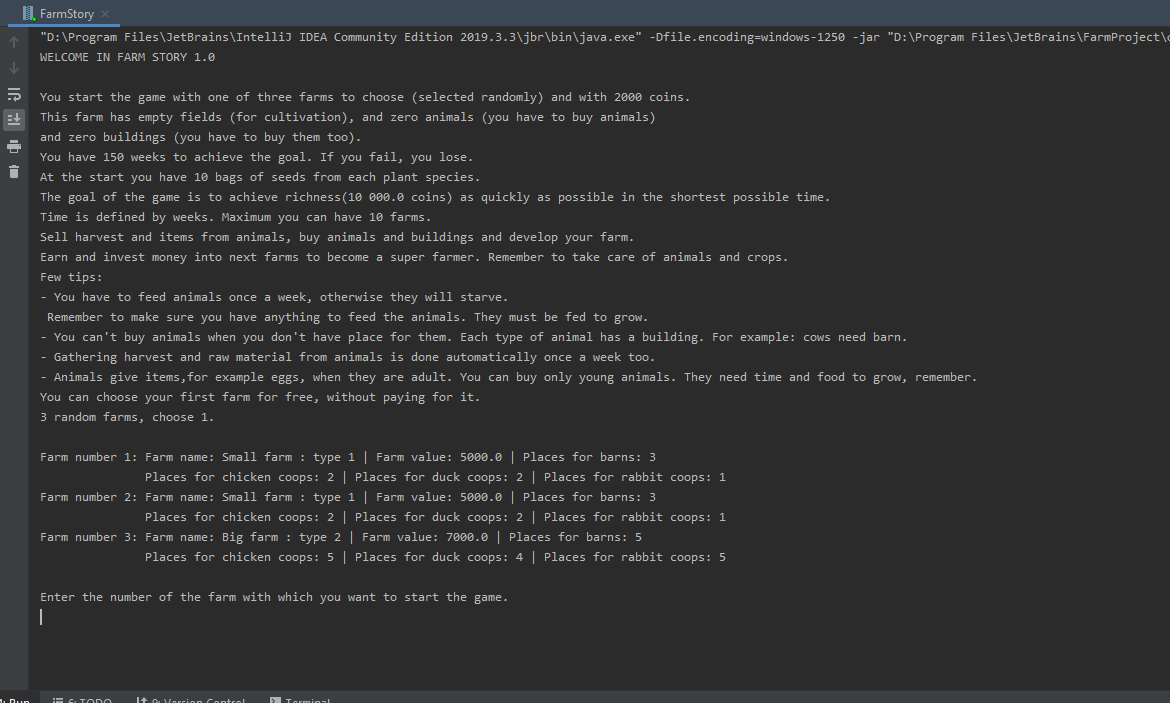 FarmStory
"D:\Program Files\JetBrains\IntelliJ IDEA Community Edition 2019.3.3\jbr\bin\java.exe" -Dfile.encoding=windows-1250 -jar "D:\Program Files\JetBrains\FarmProject\
WELCOME IN FARM STORY 1.0
You start the game with one of three farms to choose (selected randomly) and with 2000 coins.
This farm has empty fields (for cultivation), and zero animals (you have to buy animals)
and zero buildings (you have to buy them too).
You have 150 weeks to achieve the goal. If you fail, you lose.
At the start you have 10 bags of seeds from each plant species.
The goal of the game is to achieve richness(10 000.0 coins) as quickly as possible in the shortest possible time.
Time is defined by weeks. Maximum you can have 10 farms.
Sell harvest and items from animals, buy animals and buildings and develop your farm.
Earn and invest money into next farms to become a super farmer. Remember to take care of animals and crops.
Few tips:
- You have to feed animals once a week, otherwise they will starve.
Remember to make sure you have anything to feed the animals. They must be fed to grow.
- You can't buy animals when you don't have place for them. Each type of animal has a building. For example: cows need barn.
- Gathering harvest and raw material from animals is done automatically once a week too.
- Animals give items,for example eggs, when they are adult. You can buy only young animals. They need time and food to grow, remember.
You can choose your first farm for free, without paying for it.
3 random farms, choose 1.
Farm number 1: Farm name: Small farm : type 1 | Farm value: 5000.0 | Places for barns: 3
Places for chicken coops: 2 | Places for duck coops: 2 | Places for rabbit coops: 1
Farm number 2: Farm name: Small farm : type 1 | Farm value: 5000.0 | Places for barns: 3
Places for chicken coops: 2 | Places for duck coops: 2 | Places for rabbit coops: 1
Farm number 3: Farm name: Big farm : type 2 | Farm value: 7000.0 | Places for barns: 5
Places for chicken coops: 5 | Places for duck coops: 4 | Places for rabbit coops: 5
Enter the number of the farm with which you want to start the game.
Run 6: TODO 9: Version Control Terminal